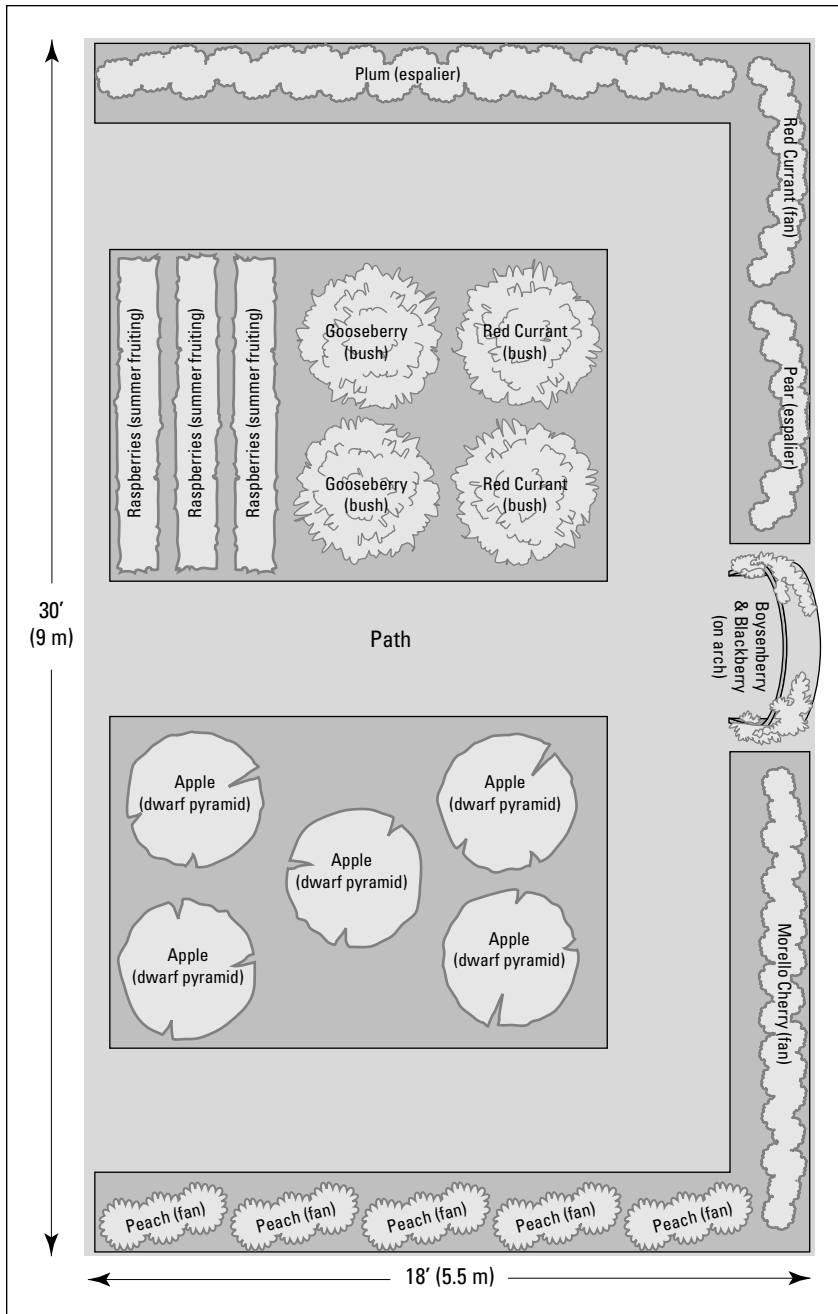 Plum (espalier)
Red Currant (fan)
Raspberries (summer fruiting)
Raspberries (summer fruiting)
Raspberries (summer fruiting)
Gooseberry
(bush)
Red Currant
(bush)
Gooseberry
(bush)
Red Currant
(bush)
Pear (espalier)
30’
(9 m)
Path
Boysenberry
& Blackberry
(on arch)
Apple
(dwarf pyramid)
Apple
(dwarf pyramid)
Apple
(dwarf pyramid)
Apple
(dwarf pyramid)
Apple
(dwarf pyramid)
Morello Cherry (fan)
Peach (fan)
Peach (fan)
Peach (fan)
Peach (fan)
Peach (fan)
18’ (5.5 m)